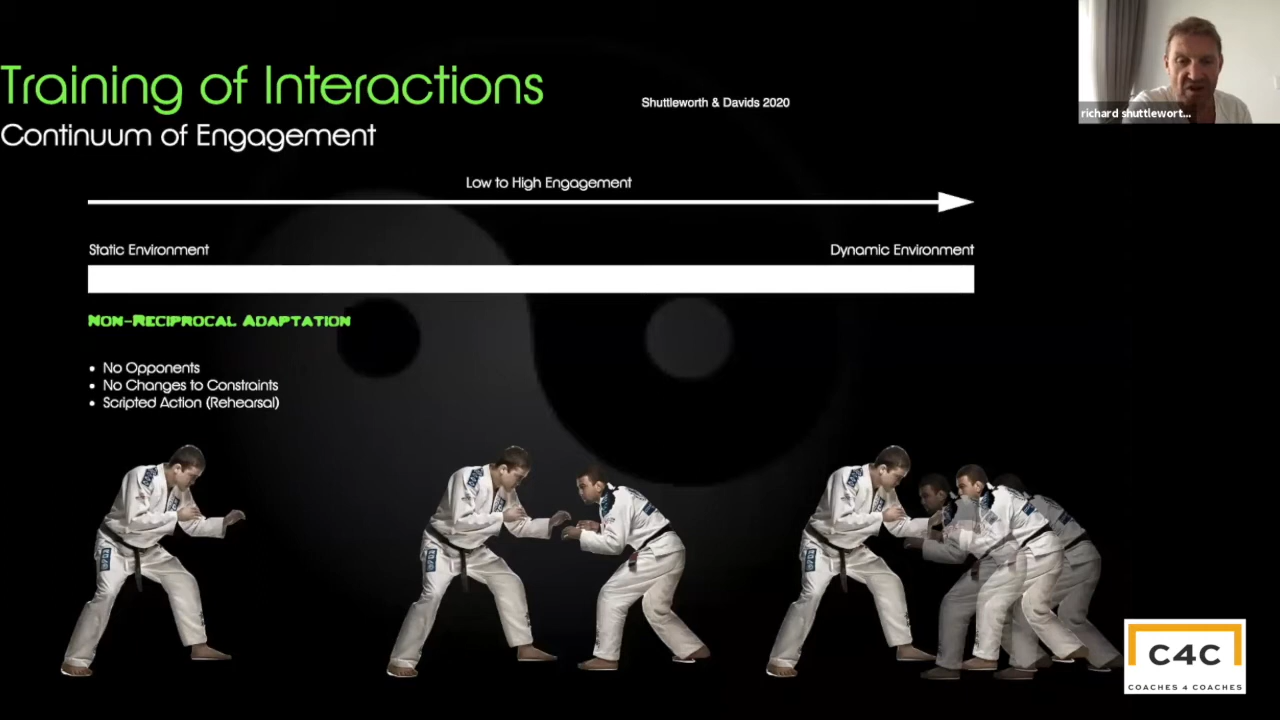 Training of Interactions
Shuttleworth & Davids 2020
richard shuttlewort...
Continuum of Engagement
Low to High Engagement
Static Environment
Dynamic Environment
Non-Reciprocal Adaptation
• No Opponents
• No Changes to Constraints
• Scripted Action (Rehearsal)
C4C
COACHES 4 COACHES